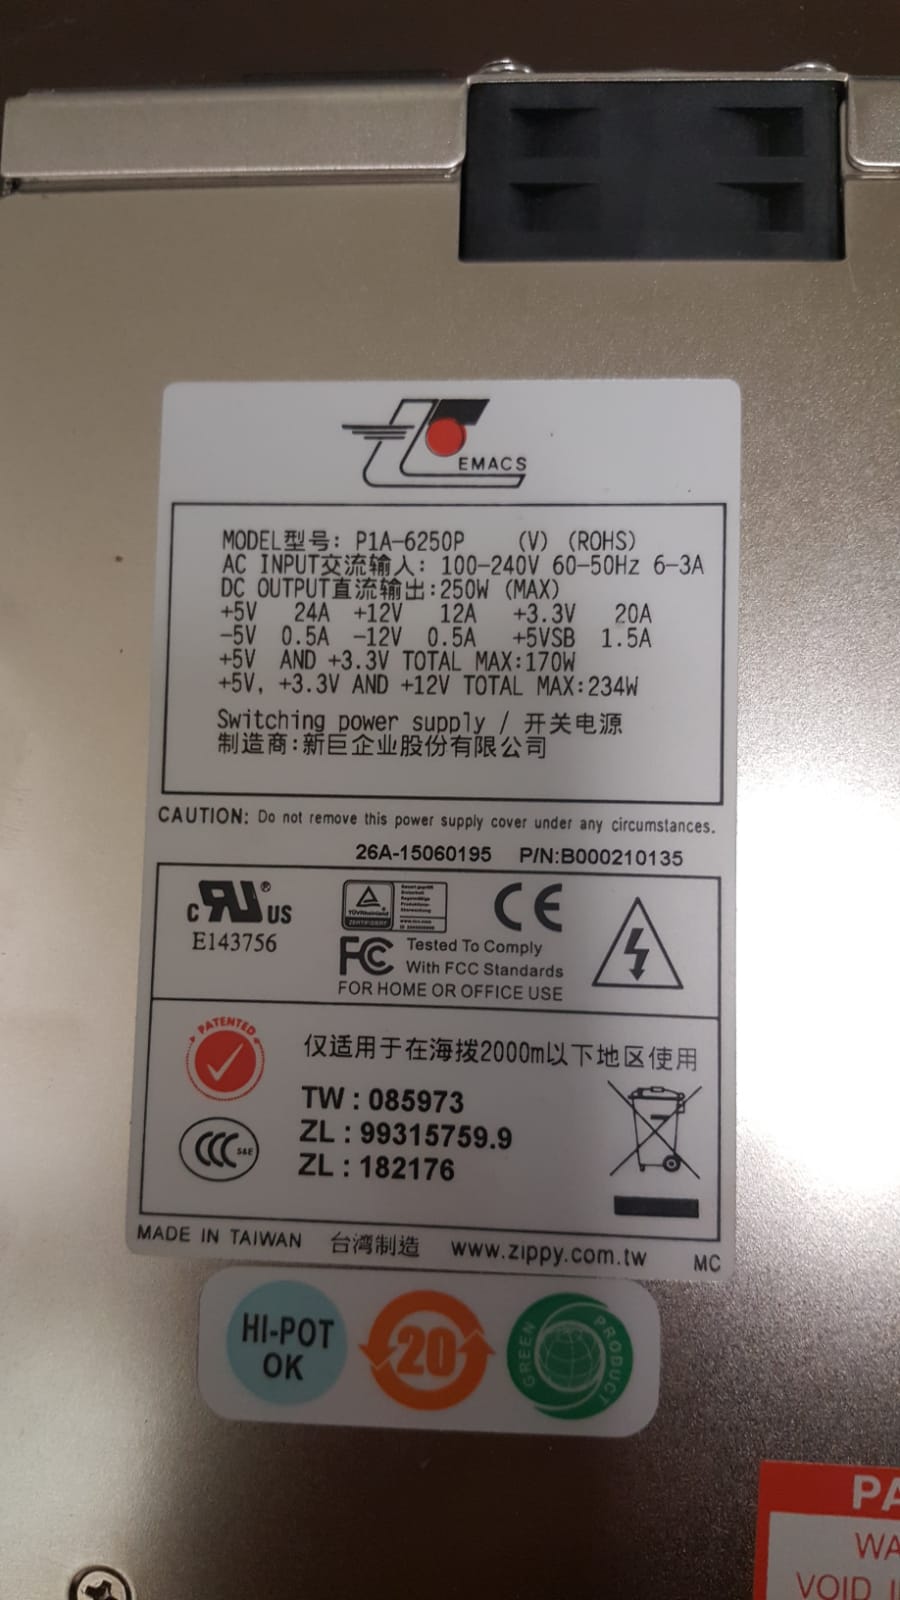 EMACS
MODEL型号: P1A-6250P (V) (ROHS)
AC INPUT交流输入: 100-240V 60-50Hz 6-3A
DC OUTPUT直流输出:250W (MAX)
+5V 24A +12V 12A +3.3V 20A
-5V 0.5A -12V 0.5A +5VSB 1.5A
+5V AND +3.3V TOTAL MAX:170W
+5V, +3.3V AND +12V TOTAL MAX:234W
Switching power supply / 开关电源
制造商:新巨企业股份有限公司
CAUTION: Do not remove this power supply cover under any circumstances.
26A-15060195 P/N:B000210135
C RU ® US
E143756
TÜVRheinland
ZERTIFIZIERT
CE
FC Tested To Comply
With FCC Standards
FOR HOME OR OFFICE USE
PATENTED
仅适用于在海拨2000m以下地区使用
TW : 085973
ZL : 99315759.9
ZL : 182176
CCC S&E
MADE IN TAIWAN 台湾制造 www.zippy.com.tw MC
HI-POT
OK
20
GREEN PRODUCT
PA
WA
VOID